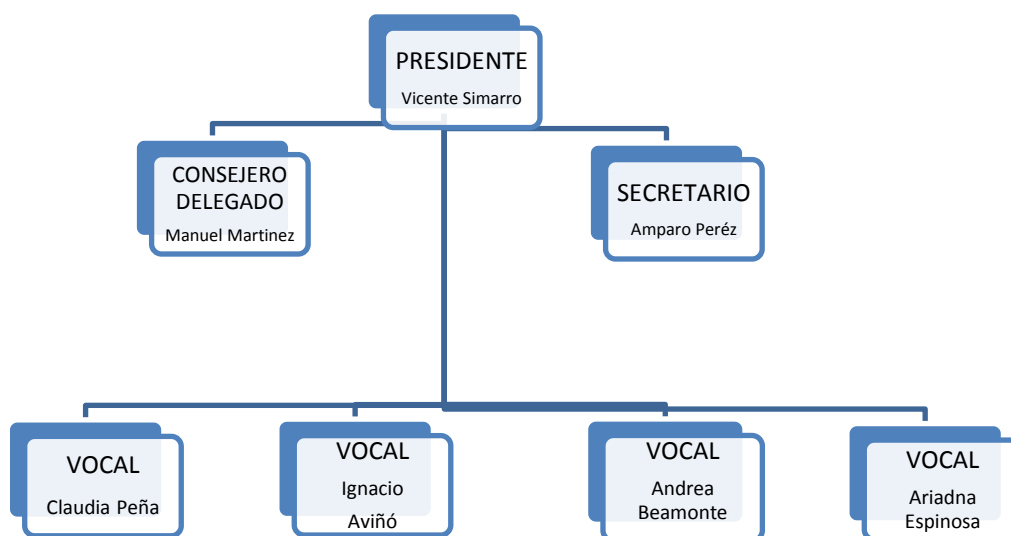 PRESIDENTE
Vicente Simarro
CONSEJERO
DELEGADO
Manuel Martinez
SECRETARIO
Amparo Peréz
VOCAL
Claudia Peña
VOCAL
Ignacio
Aviñó
VOCAL
Andrea
Beamonte
VOCAL
Ariadna
Espinosa